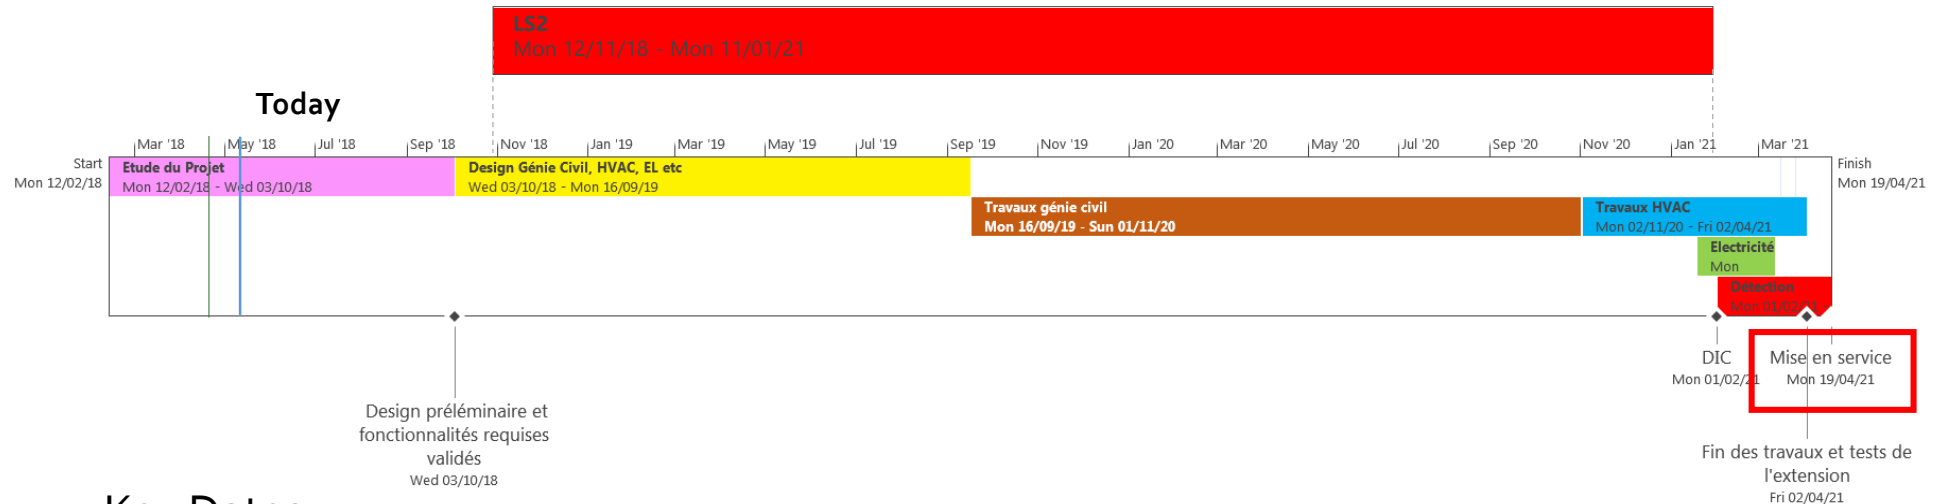 LS2
Mon 12/11/18 - Mon 11/01/21
Today
Mar '18 May '18 Jul '18 Sep '18 Nov '18 Jan '19 Mar '19 May '19 Jul '19 Sep '19 Nov '19 Jan '20 Mar '20 May '20 Jul '20 Sep '20 Nov '20 Jan '21 Mar '21
Start
Mon 12/02/18
Etude du Projet
Mon 12/02/18 - Wed 03/10/18
Design Génie Civil, HVAC, EL etc
Wed 03/10/18 - Mon 16/09/19
Finish
Mon 19/04/21
Travaux génie civil
Mon 16/09/19 - Sun 01/11/20
Travaux HVAC
Mon 02/11/20 - Fri 02/04/21
Electricité
Mon
Détection
Mon 01/02/21 -
DIC
Mon 01/02/21
Mise en service
Mon 19/04/21
Design préléminaire et
fonctionnalités requises
validés
Wed 03/10/18
Fin des travaux et tests de
l'extension
Fri 02/04/21
Key Dates